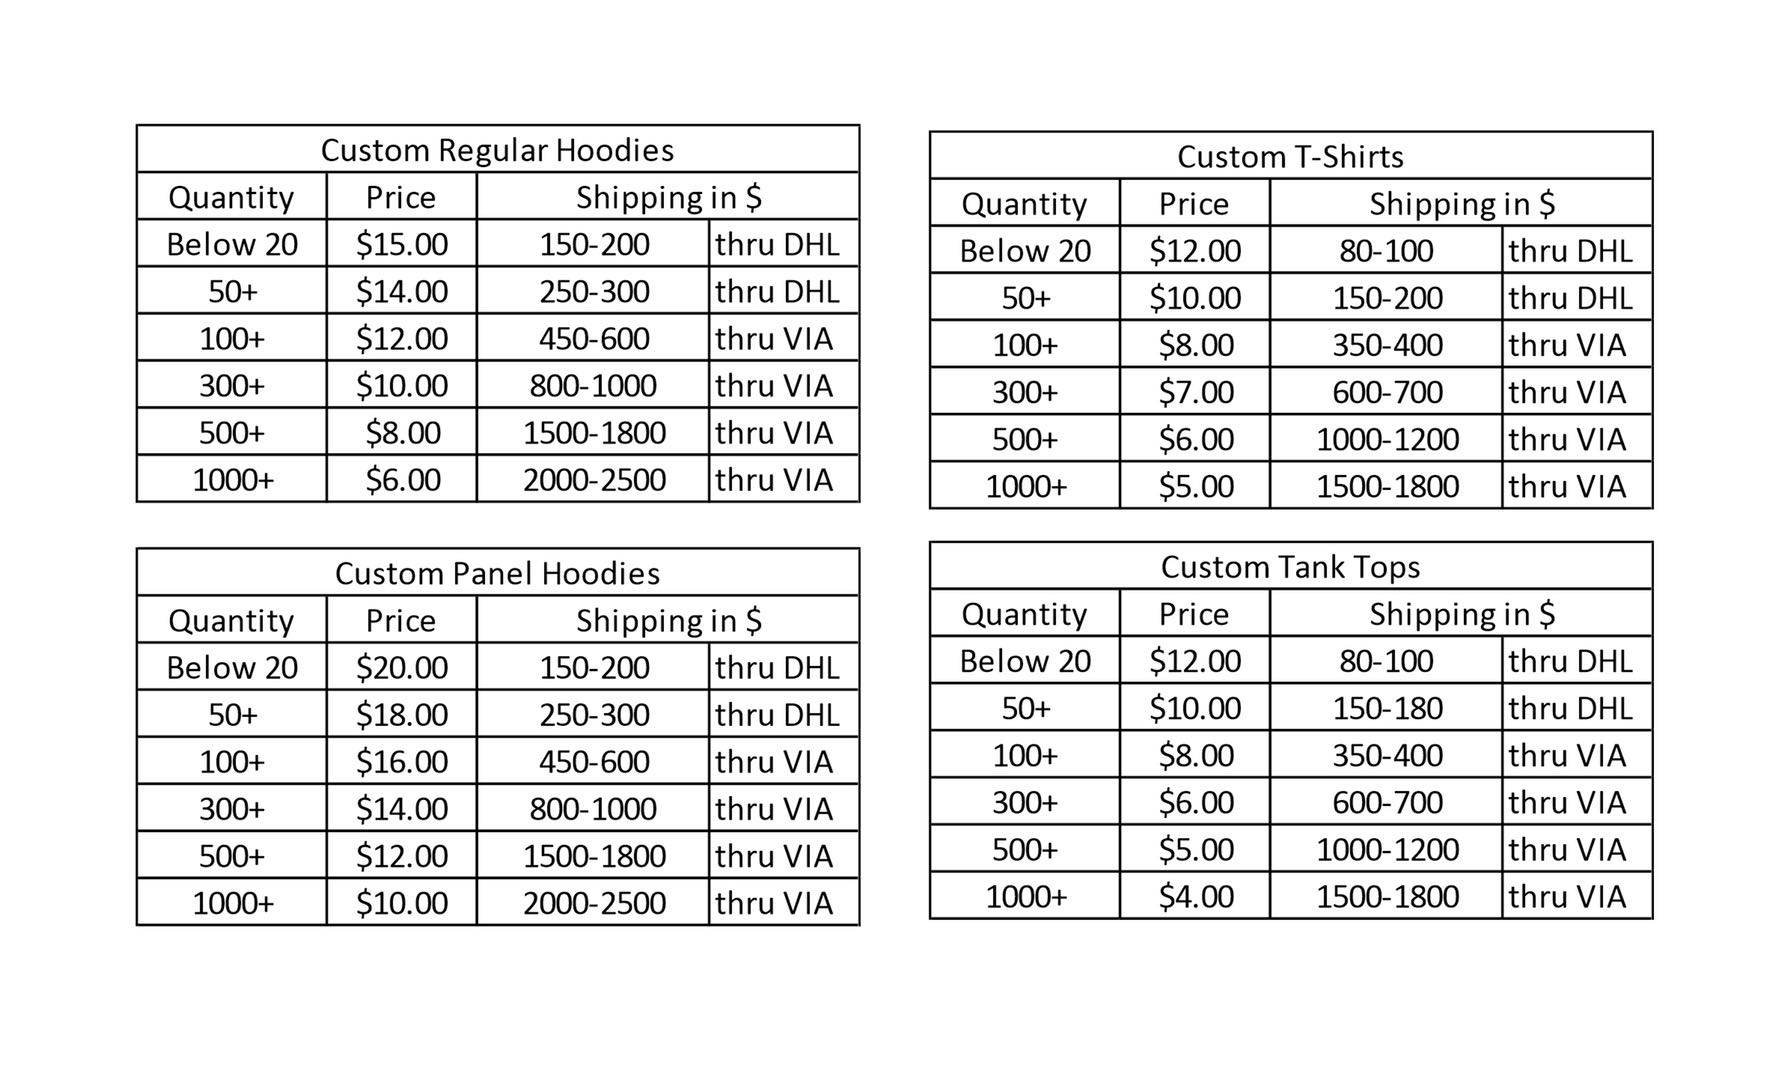 Custom Regular Hoodies
Quantity Price Shipping in $
Below 20 $15.00 150-200 thru DHL
50+ $14.00 250-300 thru DHL
100+ $12.00 450-600 thru VIA
300+ $10.00 800-1000 thru VIA
500+ $8.00 1500-1800 thru VIA
1000+ $6.00 2000-2500 thru VIA
Custom T-Shirts
Quantity Price Shipping in $
Below 20 $12.00 80-100 thru DHL
50+ $10.00 150-200 thru DHL
100+ $8.00 350-400 thru VIA
300+ $7.00 600-700 thru VIA
500+ $6.00 1000-1200 thru VIA
1000+ $5.00 1500-1800 thru VIA
Custom Panel Hoodies
Quantity Price Shipping in $
Below 20 $20.00 150-200 thru DHL
50+ $18.00 250-300 thru DHL
100+ $16.00 450-600 thru VIA
300+ $14.00 800-1000 thru VIA
500+ $12.00 1500-1800 thru VIA
1000+ $10.00 2000-2500 thru VIA
Custom Tank Tops
Quantity Price Shipping in $
Below 20 $12.00 80-100 thru DHL
50+ $10.00 150-180 thru DHL
100+ $8.00 350-400 thru VIA
300+ $6.00 600-700 thru VIA
500+ $5.00 1000-1200 thru VIA
1000+ $4.00 1500-1800 thru VIA